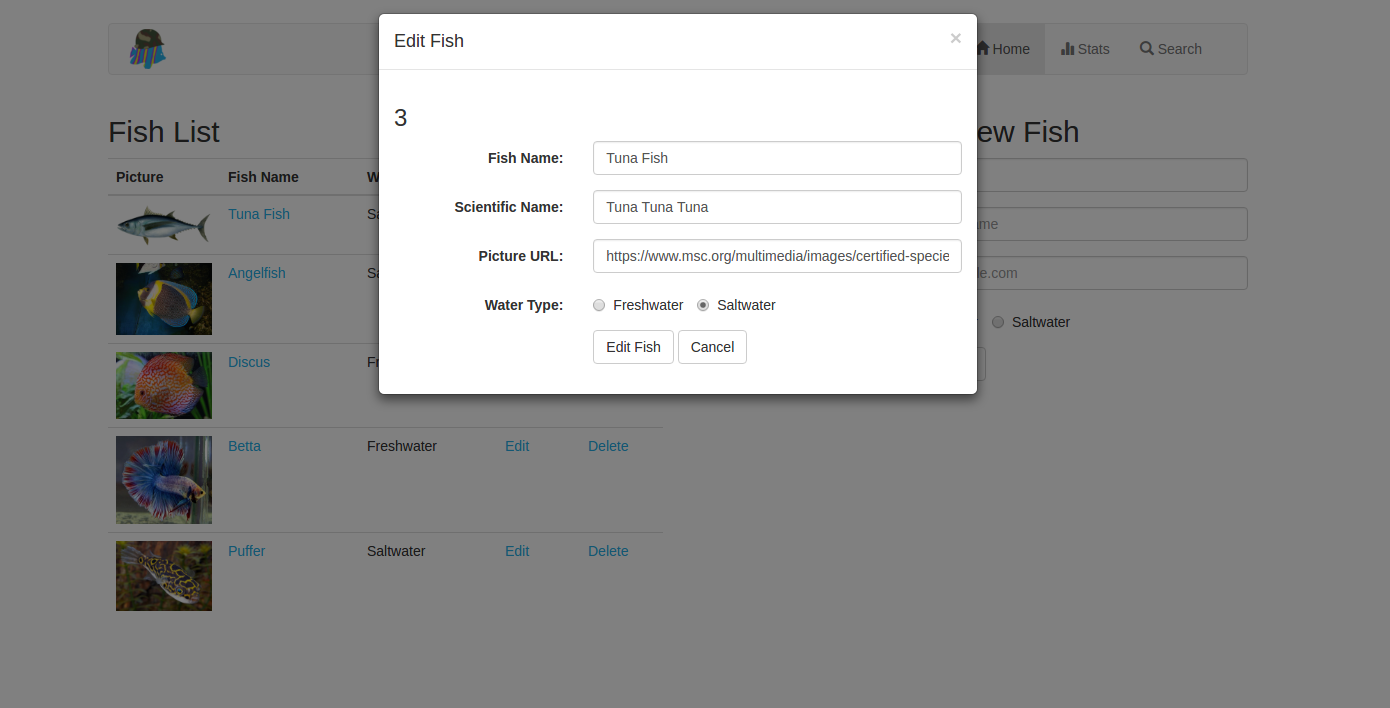 Edit Fish ×
Home Stats Search
3
Fish List
ew Fish
Picture Fish Name W
Fish Name: Tuna Fish
Tuna Fish Sa
Scientific Name: Tuna Tuna Tuna
ame
Picture URL: https://www.msc.org/multimedia/images/certified-specie
Angelfish Sa
le.com
Water Type: Freshwater Saltwater
Saltwater
Edit Fish Cancel
Discus Fr
Betta Freshwater Edit Delete
Puffer Saltwater Edit Delete